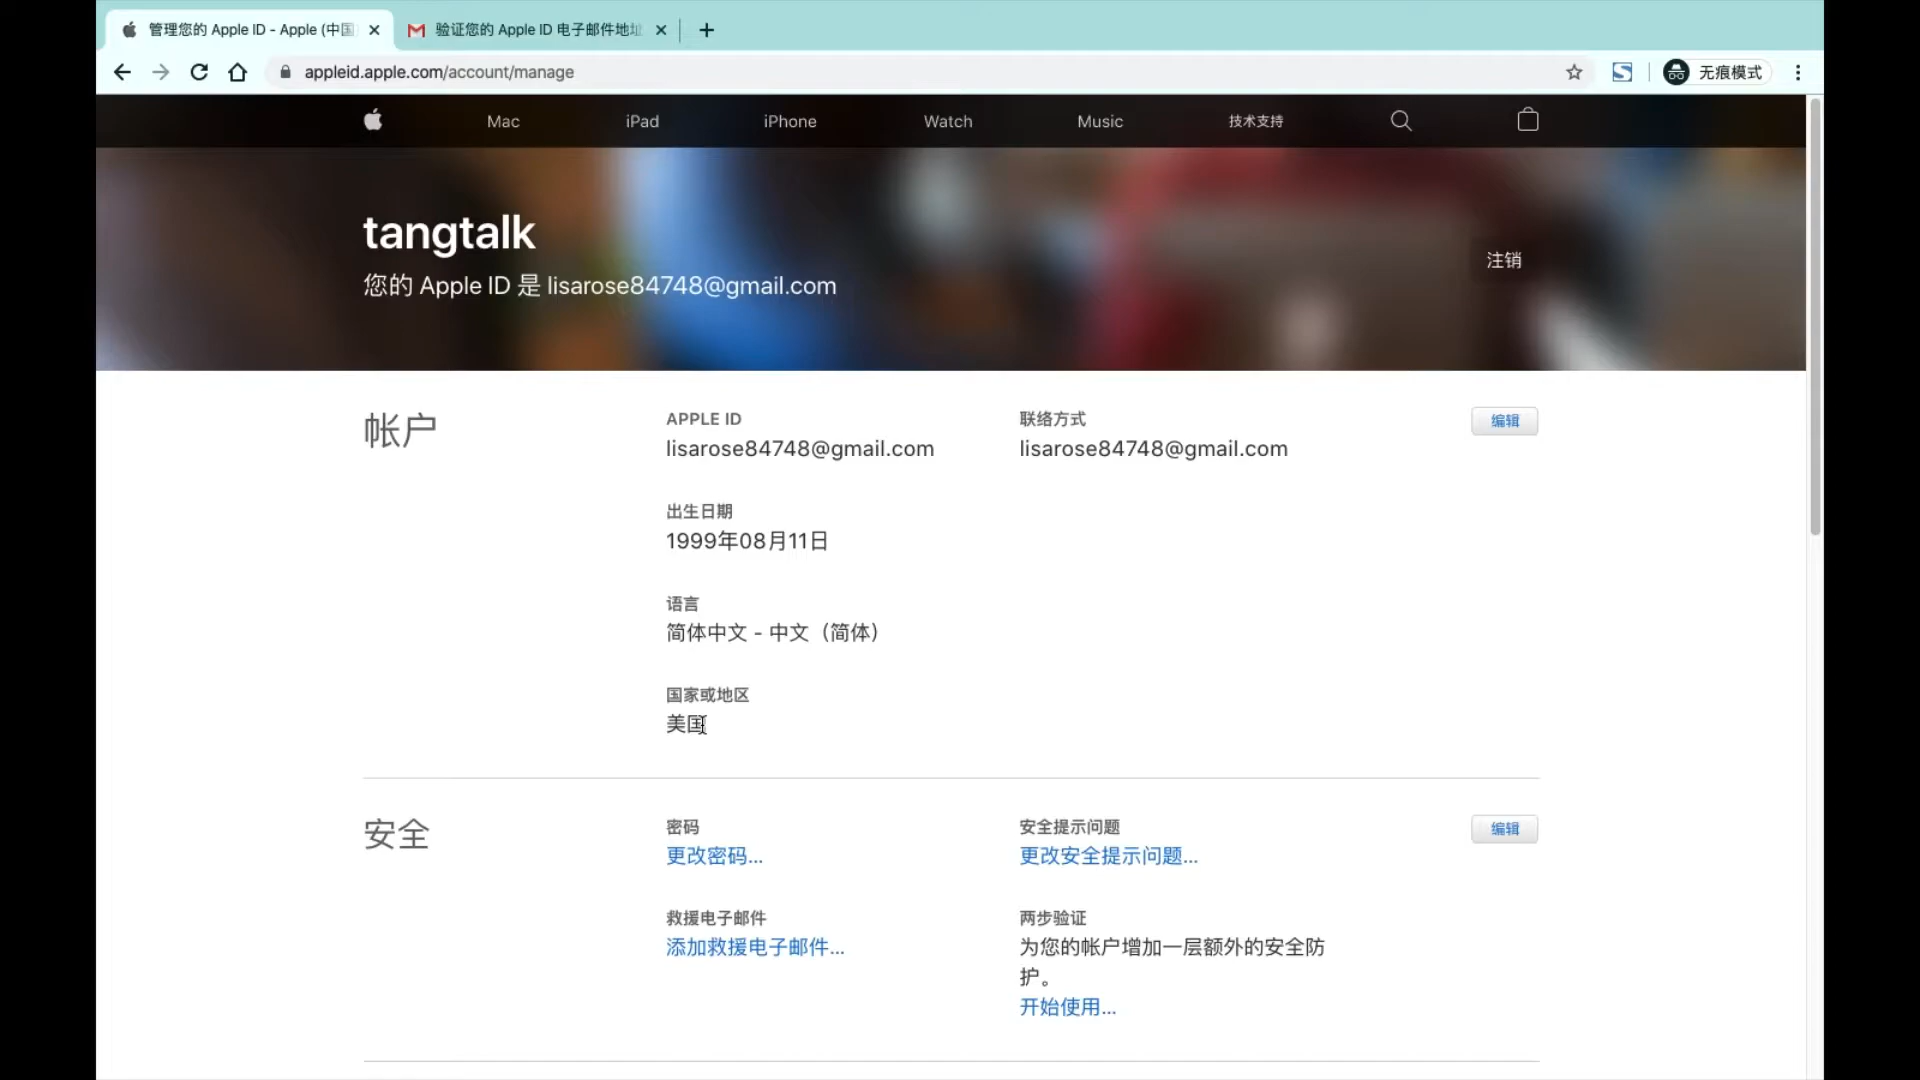 管理您的 Apple ID - Apple (中国
验证您的 Apple ID 电子邮件地址
appleid.apple.com/account/manage
无痕模式
Mac
iPad
iPhone
Watch
Music
技术支持
tangtalk
您的 Apple ID 是 lisarose84748@gmail.com
注销
帐户
APPLE ID
lisarose84748@gmail.com
联络方式
lisarose84748@gmail.com
编辑
出生日期
1999年08月11日
语言
简体中文 - 中文（简体）
国家或地区
美国
安全
密码
更改密码...
安全提示问题
更改安全提示问题...
编辑
救援电子邮件
添加救援电子邮件...
两步验证
为您的帐户增加一层额外的安全防
护。
开始使用...